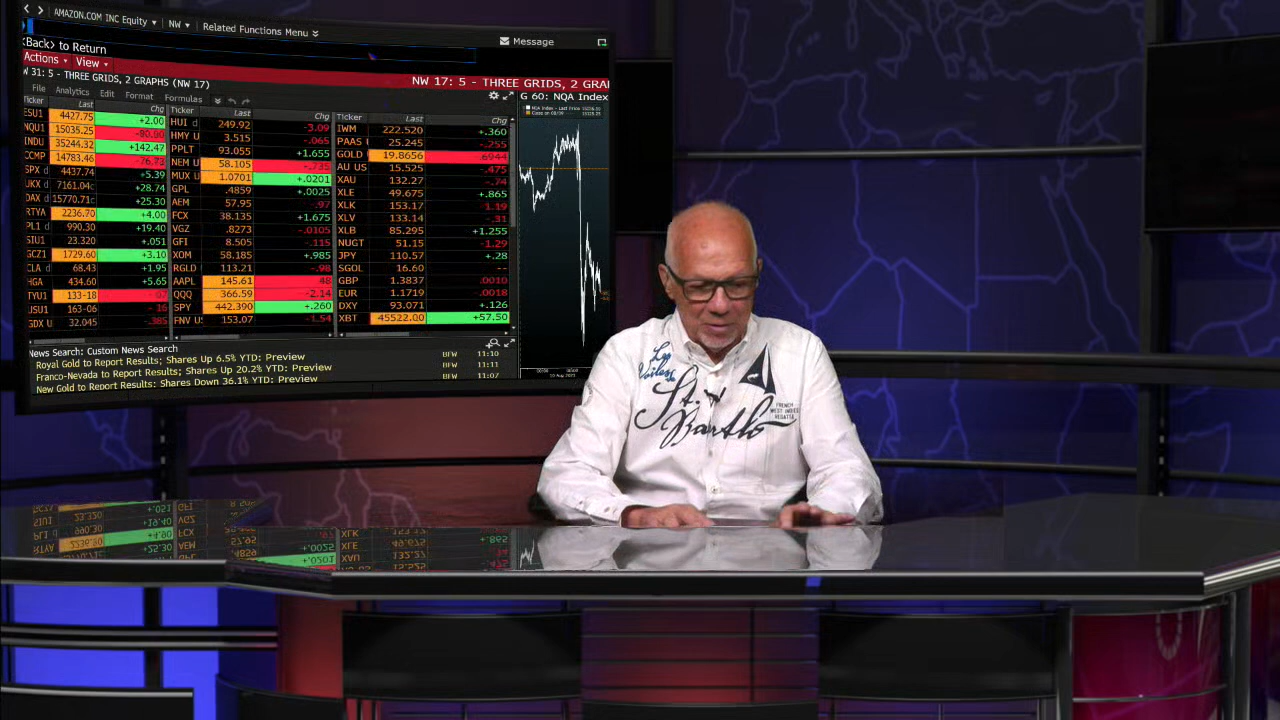 AMAZON.COM INC Equity NW Related Functions Menu
Message
<Back> to Return
Actions View
NW 17: 5 - THREE GRIDS, 2 GRA
31: 5 - THREE GRIDS, 2 GRAPHS (NW 17)
File Analytics Edit Format Formulas
G 60: NQA Index
Ticker Last Chg Ticker Last Chg Ticker Last Chg
ESU1 4427.75 +2.00 HUI d 249.92 -3.09 IWM 222.520 +.360
NQU1 15035.25 HMY U 3.515 -.065 PAAS 25.245 -.255
INDU 35244.32 +142.47 PPLT 93.055 +1.655 GOLD 19.8656 -.6944
CCMP 14783.46 -76.73 NEM U 58.105 AU US 15.525 -.475
SPX d 4437.74 +5.39 MUX U 1.0701 +.0201 XAU 132.27 -.74
UKX d 7161.04c +28.74 GPL .4859 +.0025 XLE 49.675 +.865
DAX d 15770.71c +25.30 AEM 57.95 -.97 XLK 153.17 -1.19
RTYA 2236.70 +4.00 FCX 38.135 +1.675 XLV 133.14 -.31
PL1 d 990.30 +19.40 VGZ .8273 -.0105 XLB 85.295 +1.255
SIU1 23.320 +.051 GFI 8.505 -.115 NUGT 51.15 -1.29
GCZ1 1729.60 +3.10 XOM 58.185 +.985 JPY 110.57 +.28
CLA d 68.43 +1.95 RGLD 113.21 -.98 SGOL 16.60 --
HGA d 434.60 +5.65 AAPL 145.61 GBP 1.3837 .0010
TYU1 133-18 QQQ 366.59 -2.14 EUR 1.1719 -.0018
USU1 163-06 - 16 SPY 442.390 +.260 DXY 93.071 +.126
GDX U 32.045 -.385 FNV U 153.07 -1.54 XBT 45522.00 +57.50
News Search: Custom News Search
Royal Gold to Report Results; Shares Up 6.5% YTD: Preview BFW 11:10
Franco-Nevada to Report Results; Shares Up 20.2% YTD: Preview BFW 11:11
New Gold to Report Results; Shares Down 36.1% YTD: Preview BFW 11:07
Les
Voiles
St.
Barth
FRENCH
WEST INDIES
REGATTA